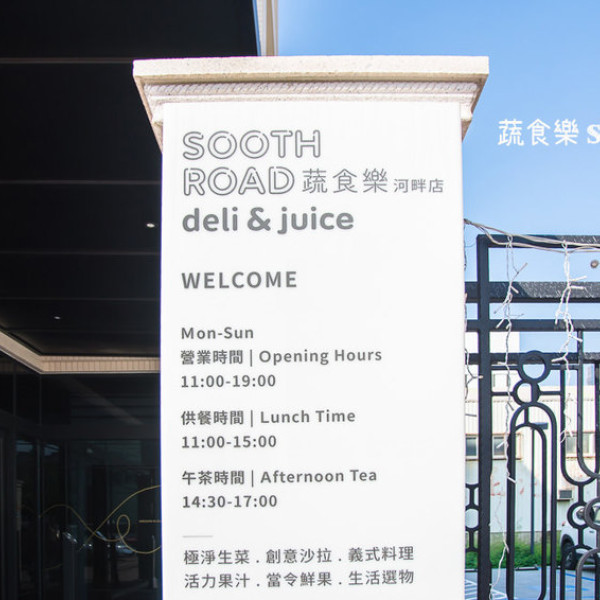 SOOTH
ROAD 蔬食樂 河畔店
deli & juice
WELCOME
Mon-Sun
營業時間 | Opening Hours
11:00-19:00
供餐時間 | Lunch Time
11:00-15:00
午茶時間 | Afternoon Tea
14:30-17:00
極淨生菜 . 創意沙拉 . 義式料理
活力果汁 . 當令鮮果 . 生活選物
蔬食樂 S